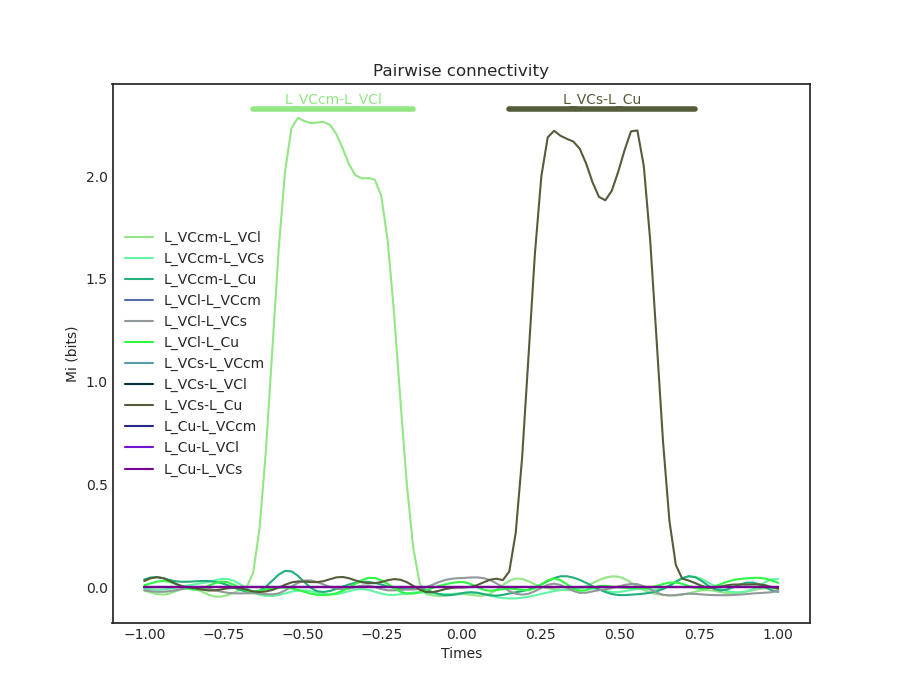 Pairwise connectivity
L_VCcm-L_VCl
L_VCs-L_Cu
Mi (bits)
2.0
1.5
1.0
0.5
0.0
L_VCcm-L_VCl
L_VCcm-L_VCs
L_VCcm-L_Cu
L_VCl-L_VCcm
L_VCl-L_VCs
L_VCl-L_Cu
L_VCs-L_VCcm
L_VCs-L_VCl
L_VCs-L_Cu
L_Cu-L_VCcm
L_Cu-L_VCl
L_Cu-L_VCs
−1.00 −0.75 −0.50 −0.25 0.00 0.25 0.50 0.75 1.00
Times